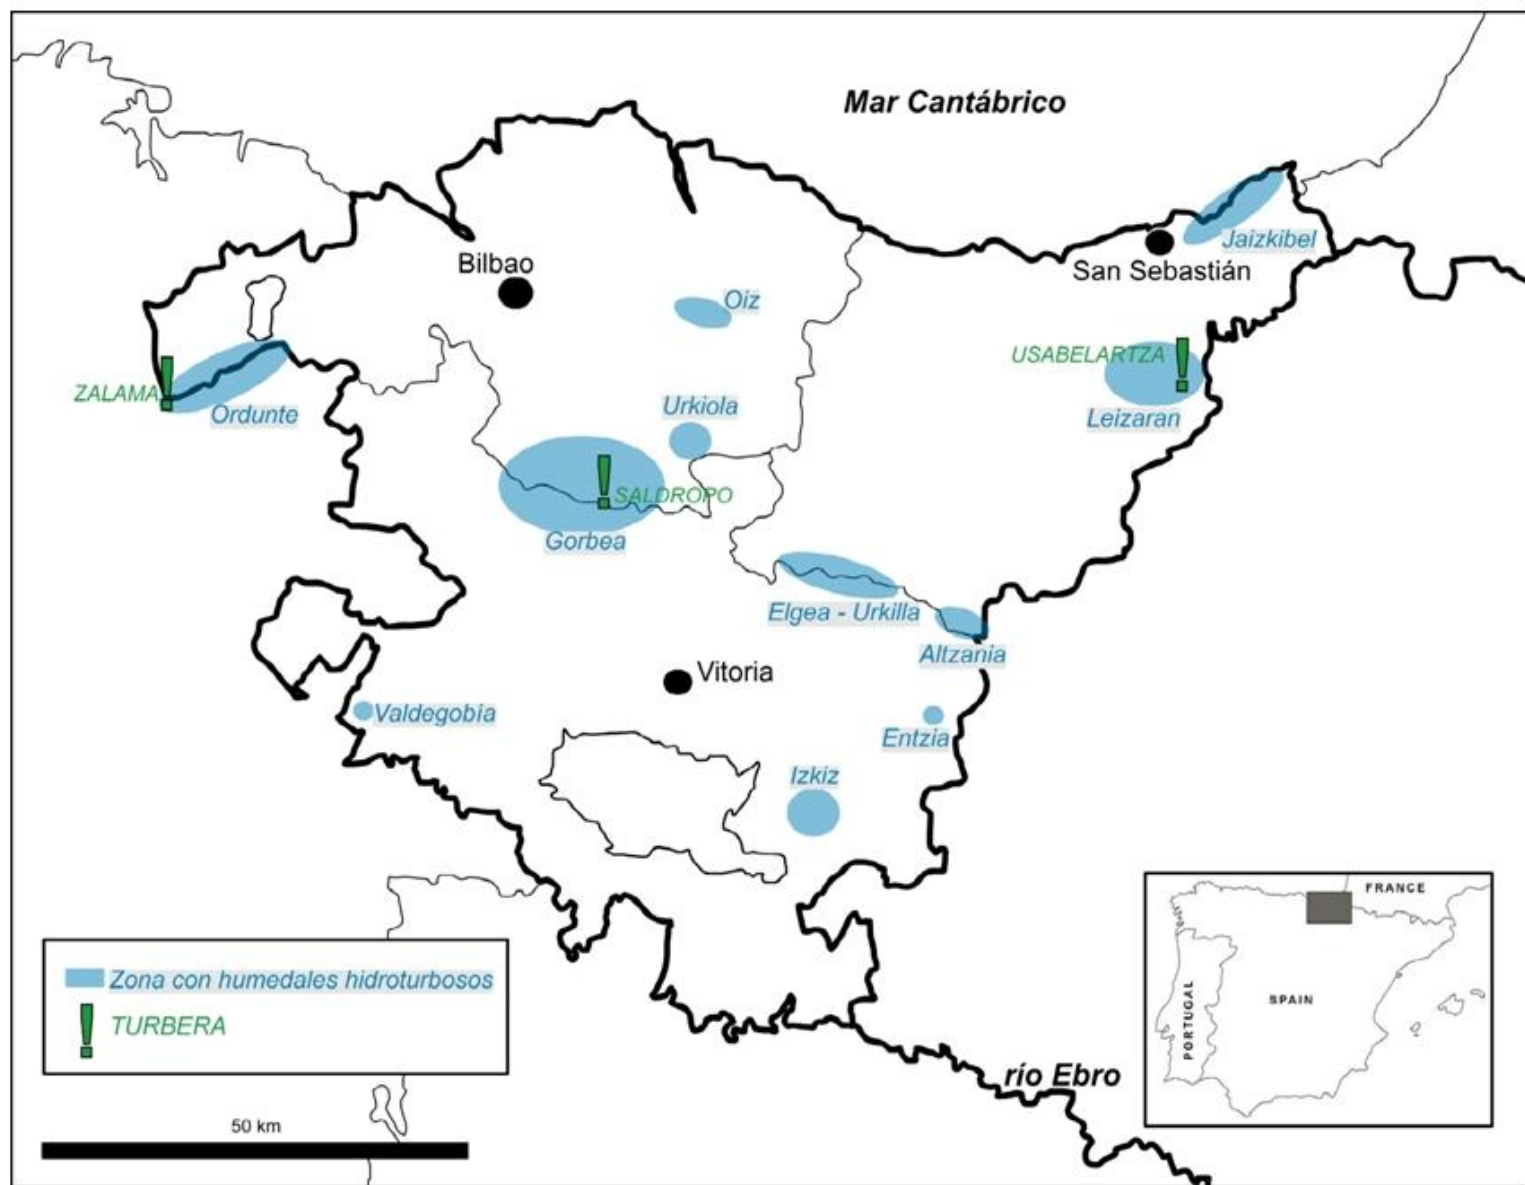 Mar Cantábrico
Jaizkibel
San Sebastián
Bilbao
Oiz
USABELARTZA
Leizaran
ZALAMA
Ordunte
Urkiola
SALDROPO
Gorbea
Elgea - Urkilla
Altzania
Vitoria
Valdegobia
Entzia
Izkiz
Zona con humedales hidroturbosos
TURBERA
río Ebro
50 km
FRANCE
SPAIN
PORTUGAL